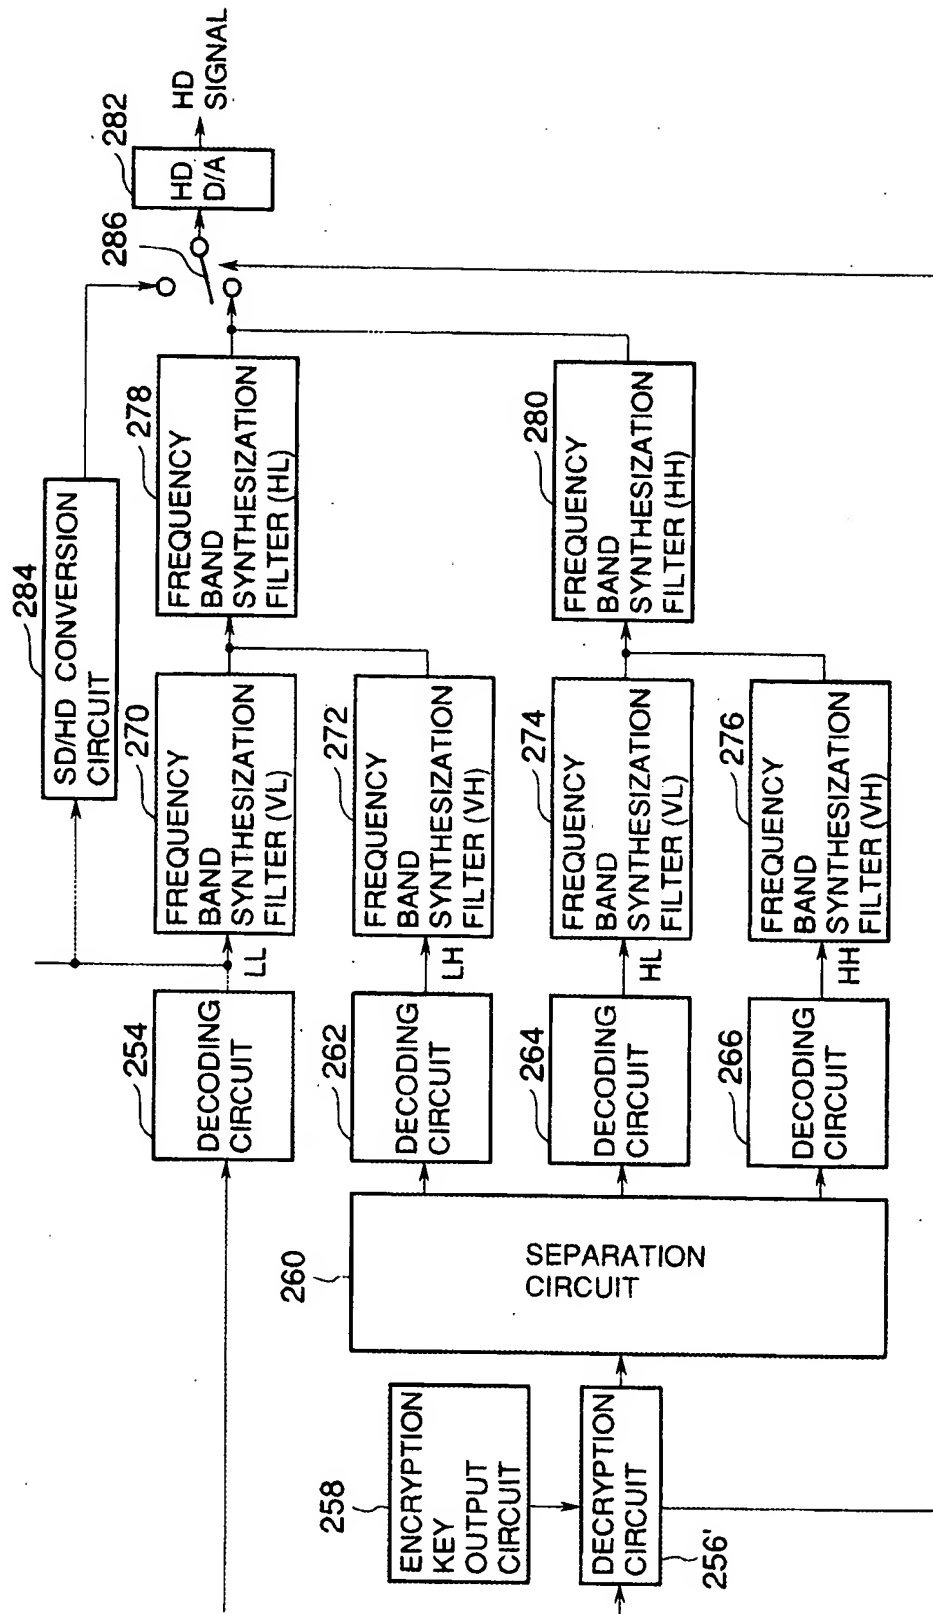 284
SD/HD CONVERSION
CIRCUIT
286
282
HD
D/A
HD
SIGNAL
254
DECODING
CIRCUIT
LL
270
FREQUENCY
BAND
SYNTHESIZATION
FILTER (VL)
278
FREQUENCY
BAND
SYNTHESIZATION
FILTER (HL)
262
DECODING
CIRCUIT
LH
272
FREQUENCY
BAND
SYNTHESIZATION
FILTER (VH)
258
ENCRYPTION
KEY
OUTPUT
CIRCUIT
260
SEPARATION
CIRCUIT
264
DECODING
CIRCUIT
HL
274
FREQUENCY
BAND
SYNTHESIZATION
FILTER (VL)
280
FREQUENCY
BAND
SYNTHESIZATION
FILTER (HH)
DECRYPTION
CIRCUIT
256'
266
DECODING
CIRCUIT
HH
276
FREQUENCY
BAND
SYNTHESIZATION
FILTER (VH)